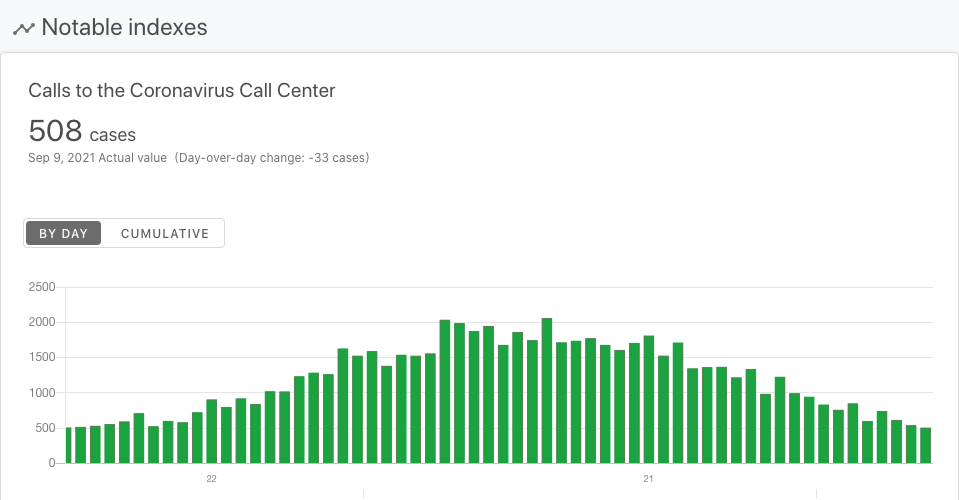 Notable indexes
Calls to the Coronavirus Call Center
508 cases
Sep 9, 2021 Actual value (Day-over-day change: -33 cases)
BY DAY CUMULATIVE
2500
2000
1500
1000
500
0
22 21